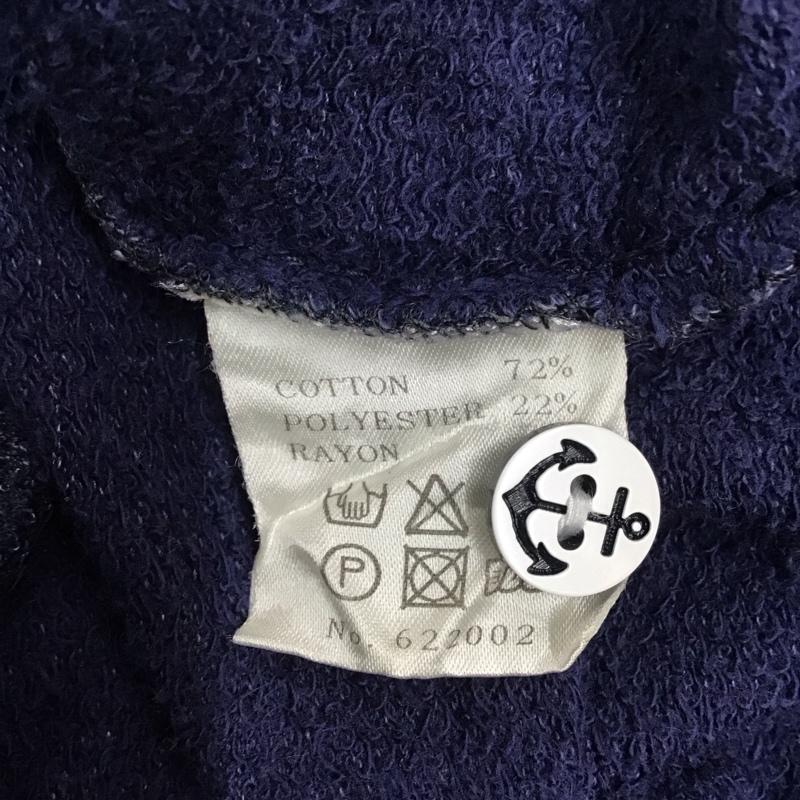 COTTON 72%
POLYESTER 22%
RAYON
P
No. 622002